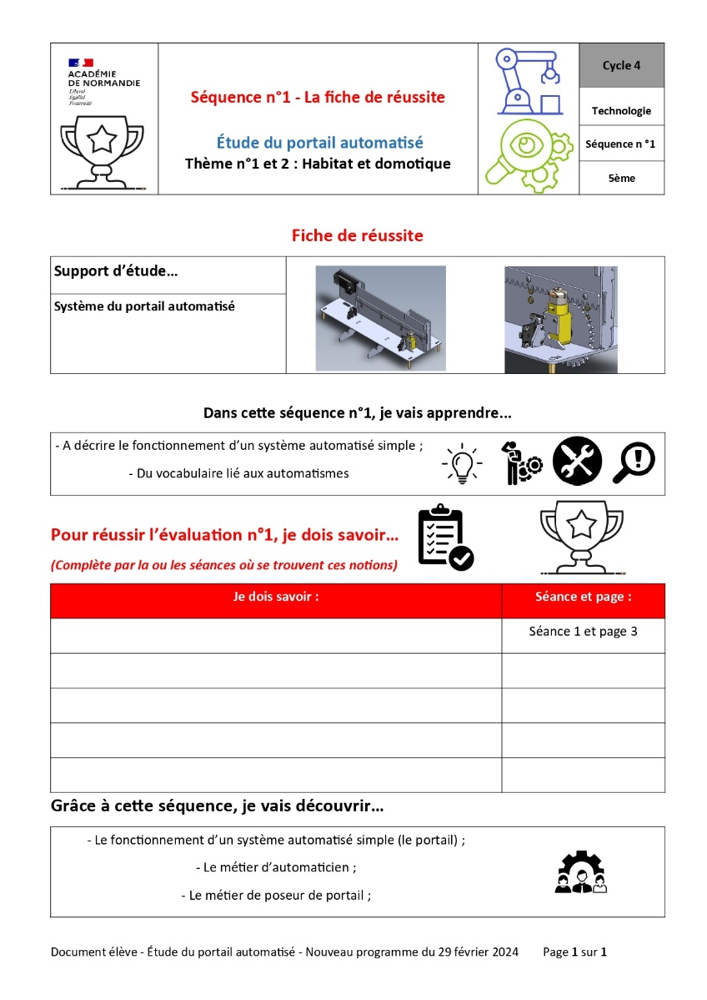 ACADÉMIE
DE NORMANDIE
Liberté
Égalité
Fraternité
Séquence n°1 - La fiche de réussite
Étude du portail automatisé
Thème n°1 et 2 : Habitat et domotique
Cycle 4
Technologie
Séquence n °1
5ème
Fiche de réussite
Support d’étude…
Système du portail automatisé
Dans cette séquence n°1, je vais apprendre...
- A décrire le fonctionnement d’un système automatisé simple ;
- Du vocabulaire lié aux automatismes
Pour réussir l’évaluation n°1, je dois savoir…
(Complète par la ou les séances où se trouvent ces notions)
Je dois savoir :
Séance et page :
Séance 1 et page 3
Grâce à cette séquence, je vais découvrir…
- Le fonctionnement d’un système automatisé simple (le portail) ;
- Le métier d’automaticien ;
- Le métier de poseur de portail ;
Document élève - Étude du portail automatisé - Nouveau programme du 29 février 2024 Page 1 sur 1